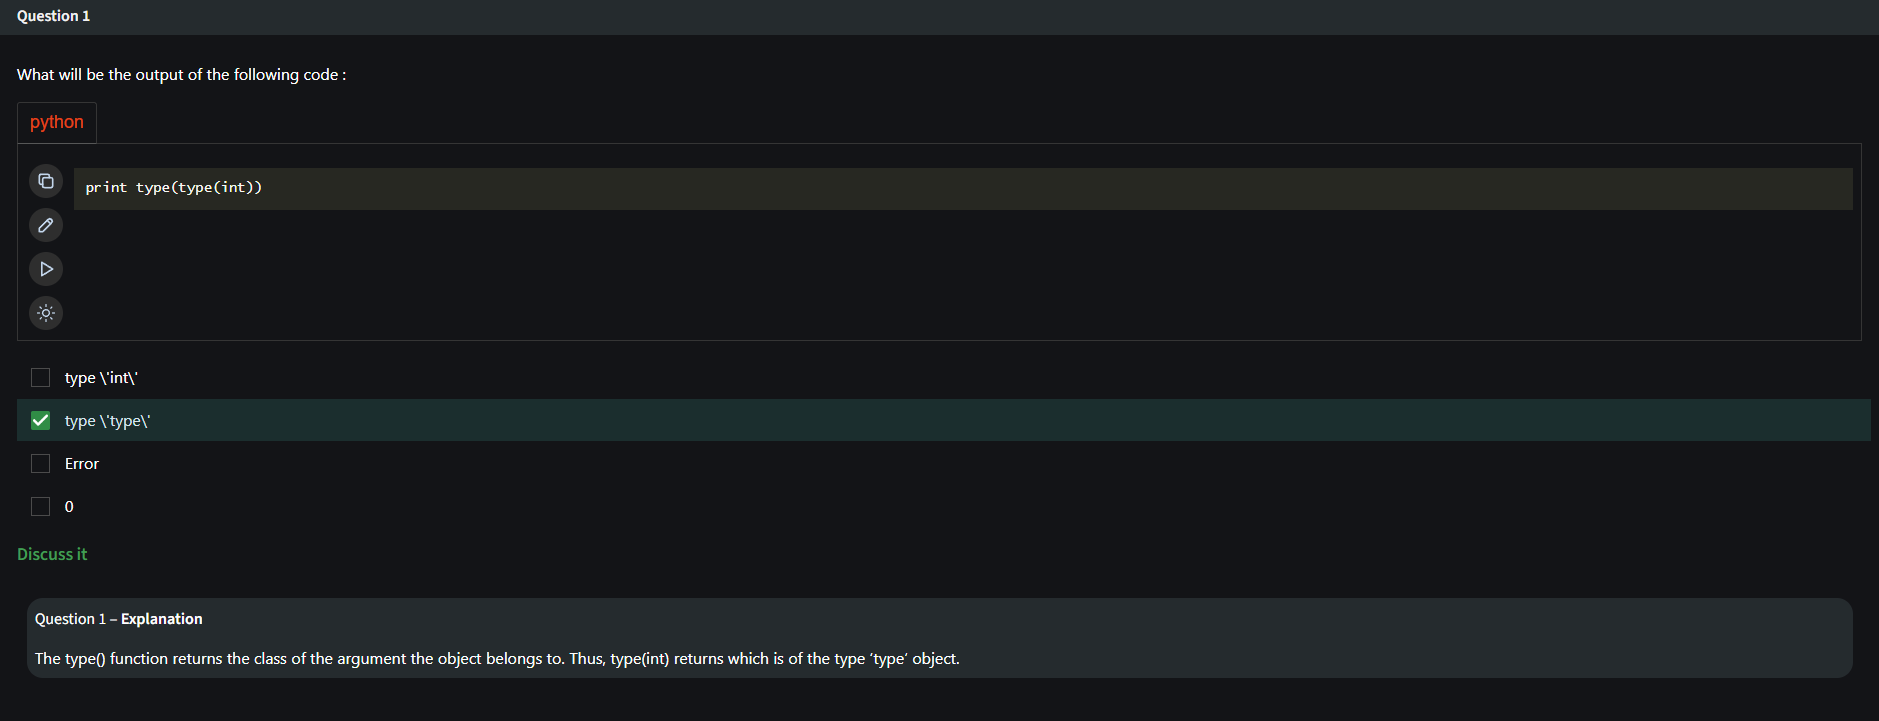 Question 1
What will be the output of the following code :
python
print type(type(int))
type \'int\'
type \'type\'
Error
0
Discuss it
Question 1 – Explanation
The type() function returns the class of the argument the object belongs to. Thus, type(int) returns which is of the type ‘type’ object.